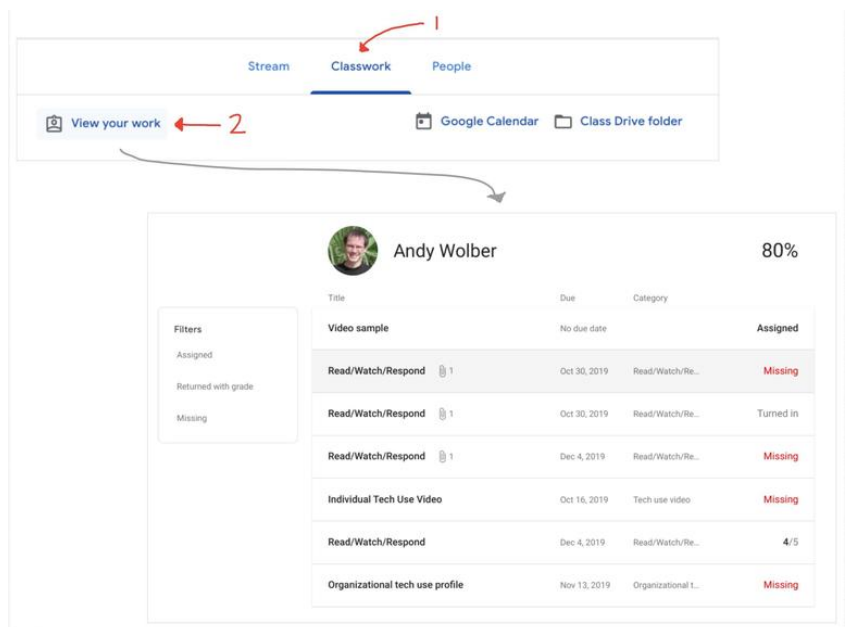 1
Stream Classwork People
View your work 2 Google Calendar Class Drive folder
Andy Wolber 80%
Title Due Category
Filters
Assigned
Returned with grade
Missing
Video sample No due date Assigned
Read/Watch/Respond 1 Oct 30, 2019 Read/Watch/Re... Missing
Read/Watch/Respond 1 Oct 30, 2019 Read/Watch/Re... Turned in
Read/Watch/Respond 1 Dec 4, 2019 Read/Watch/Re... Missing
Individual Tech Use Video Oct 16, 2019 Tech use video Missing
Read/Watch/Respond Dec 4, 2019 Read/Watch/Re... 4/5
Organizational tech use profile Nov 13, 2019 Organizational t... Missing